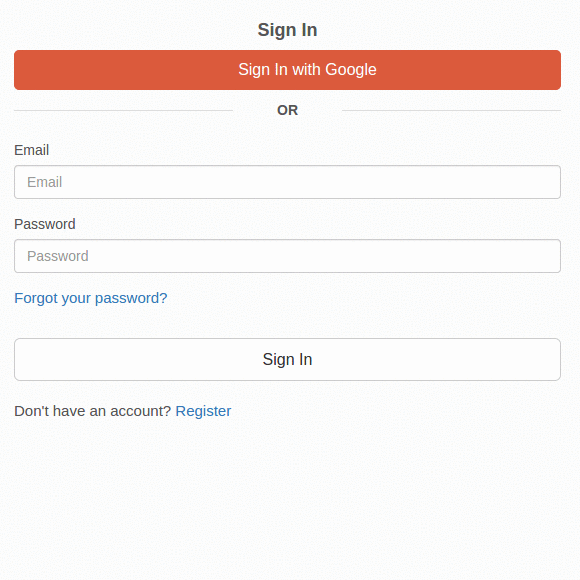 Sign In
Sign In with Google
OR
Email
Email
Password
Password
Forgot your password?
Sign In
Don't have an account? Register